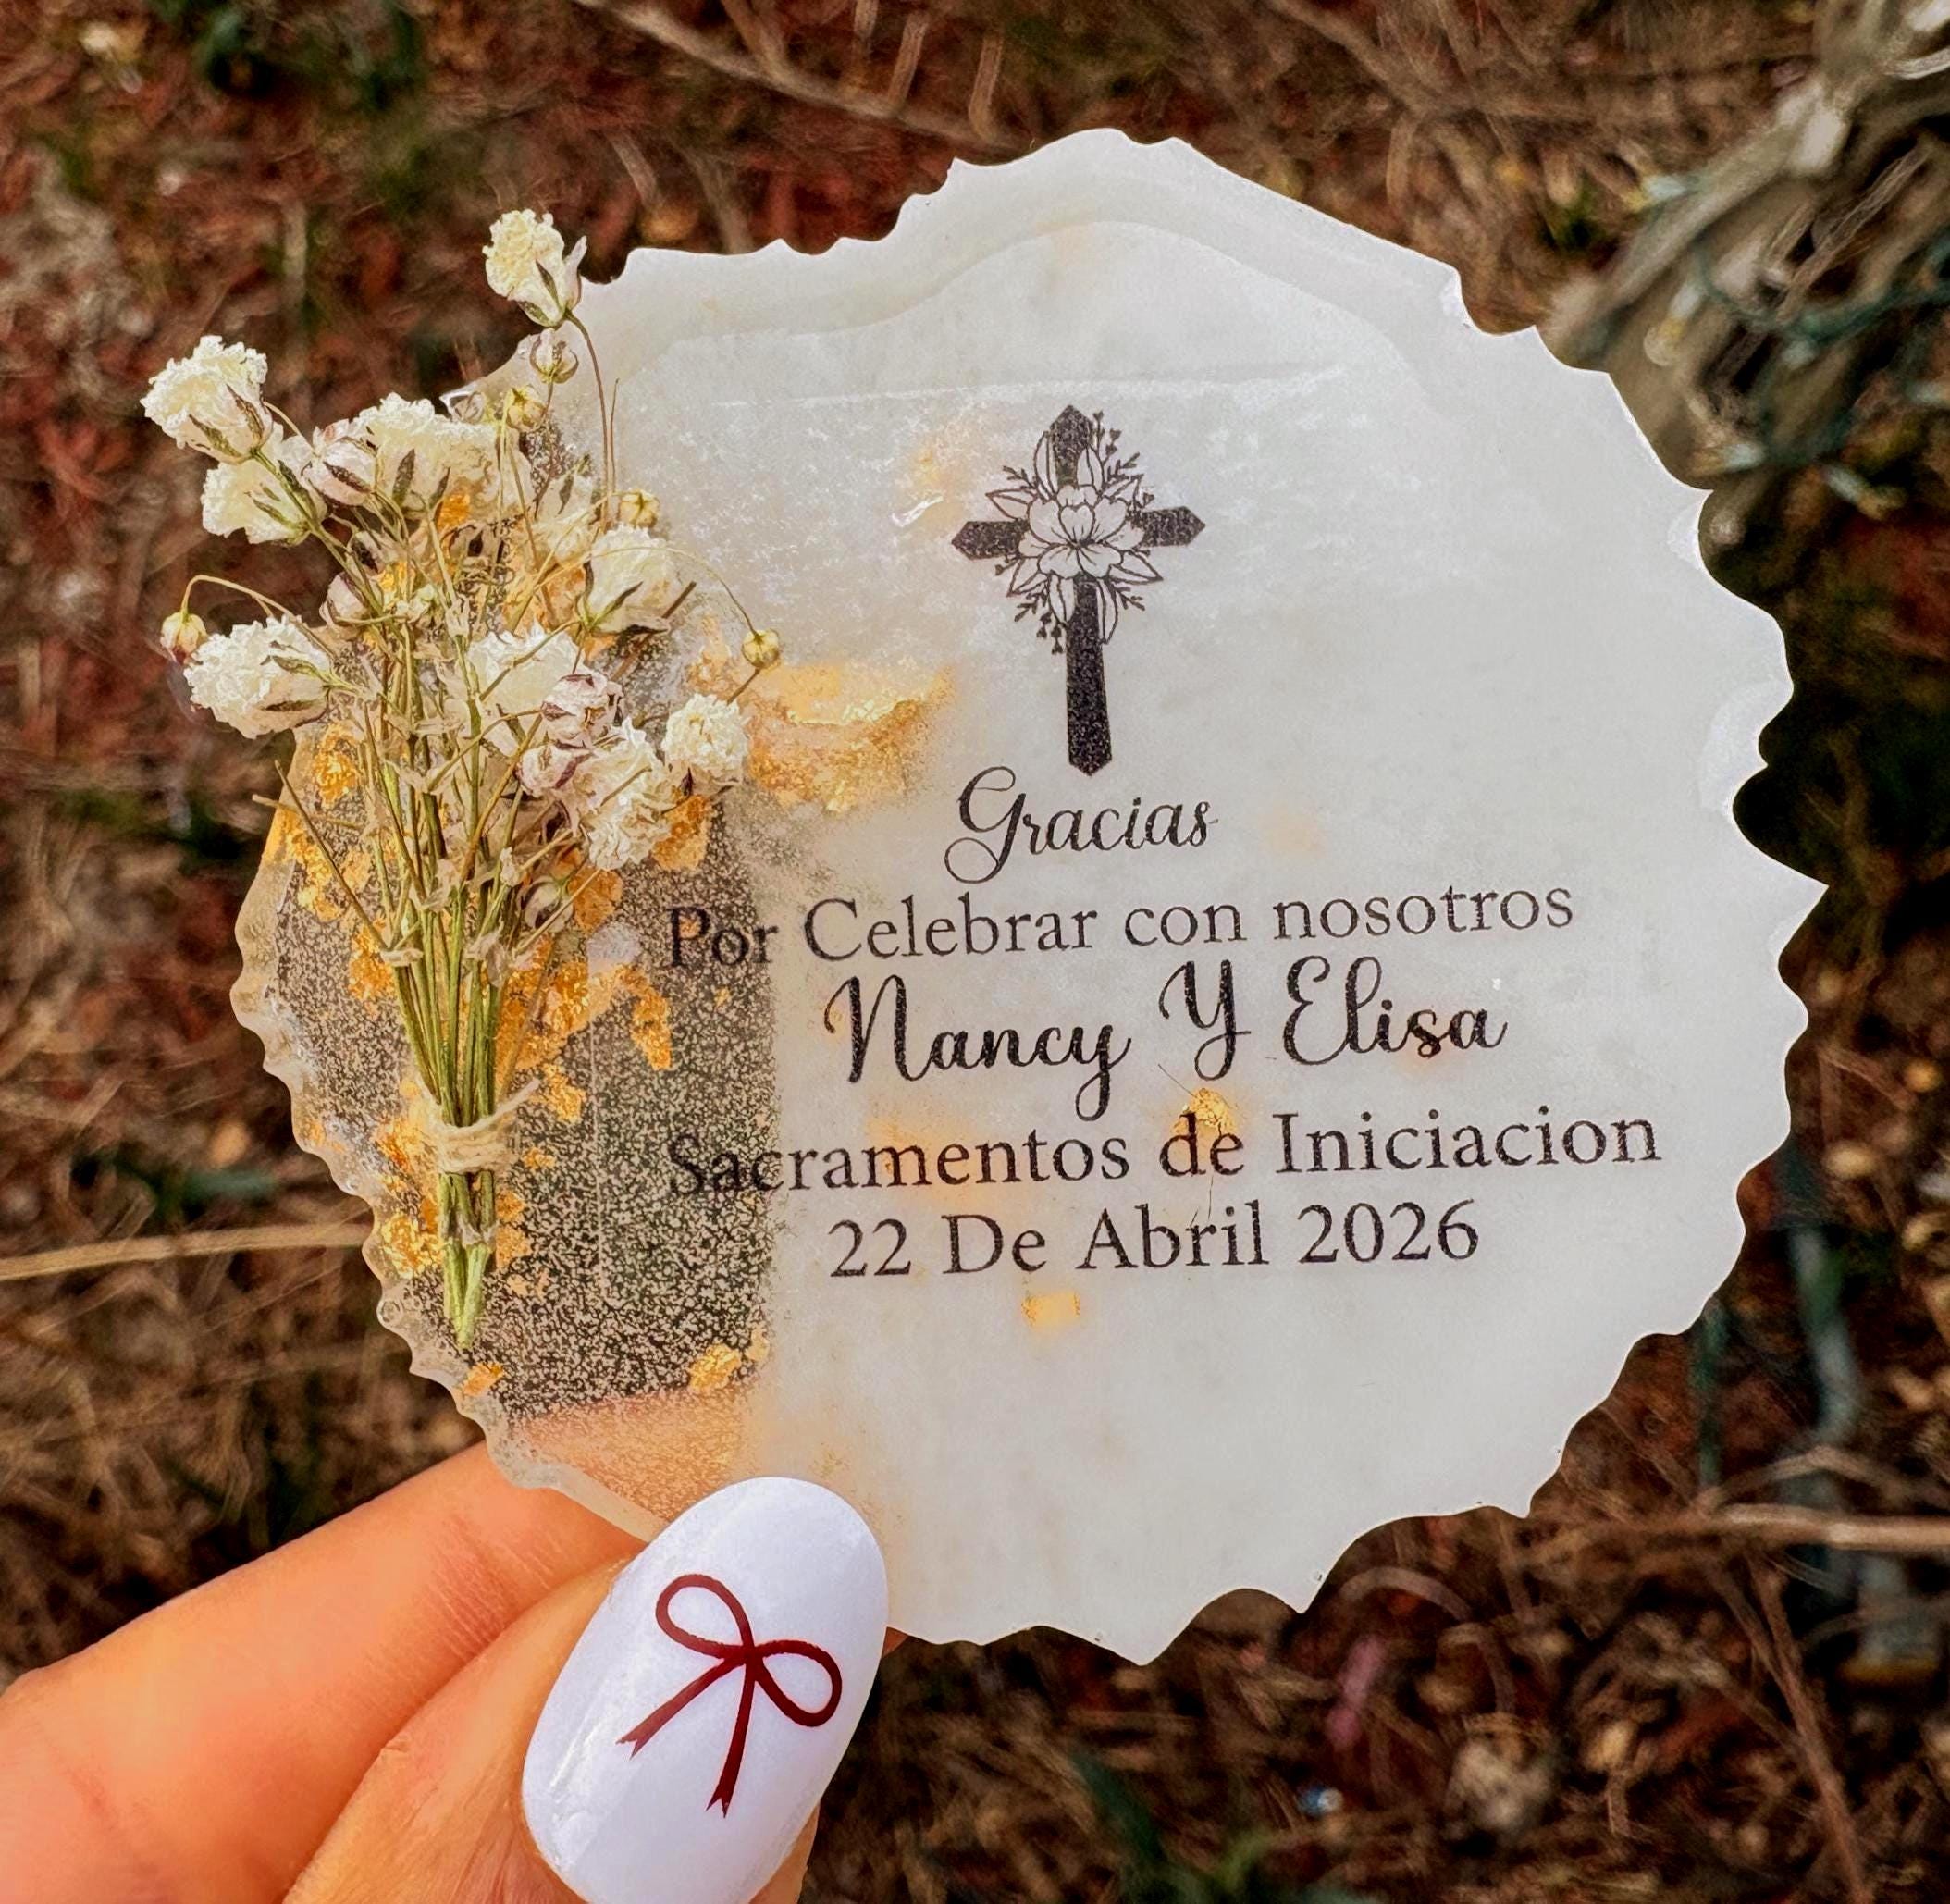 Gracias
Por Celebrar con nosotros
Nancy Y Elisa
Sacramentos de Iniciacion
22 De Abril 2026